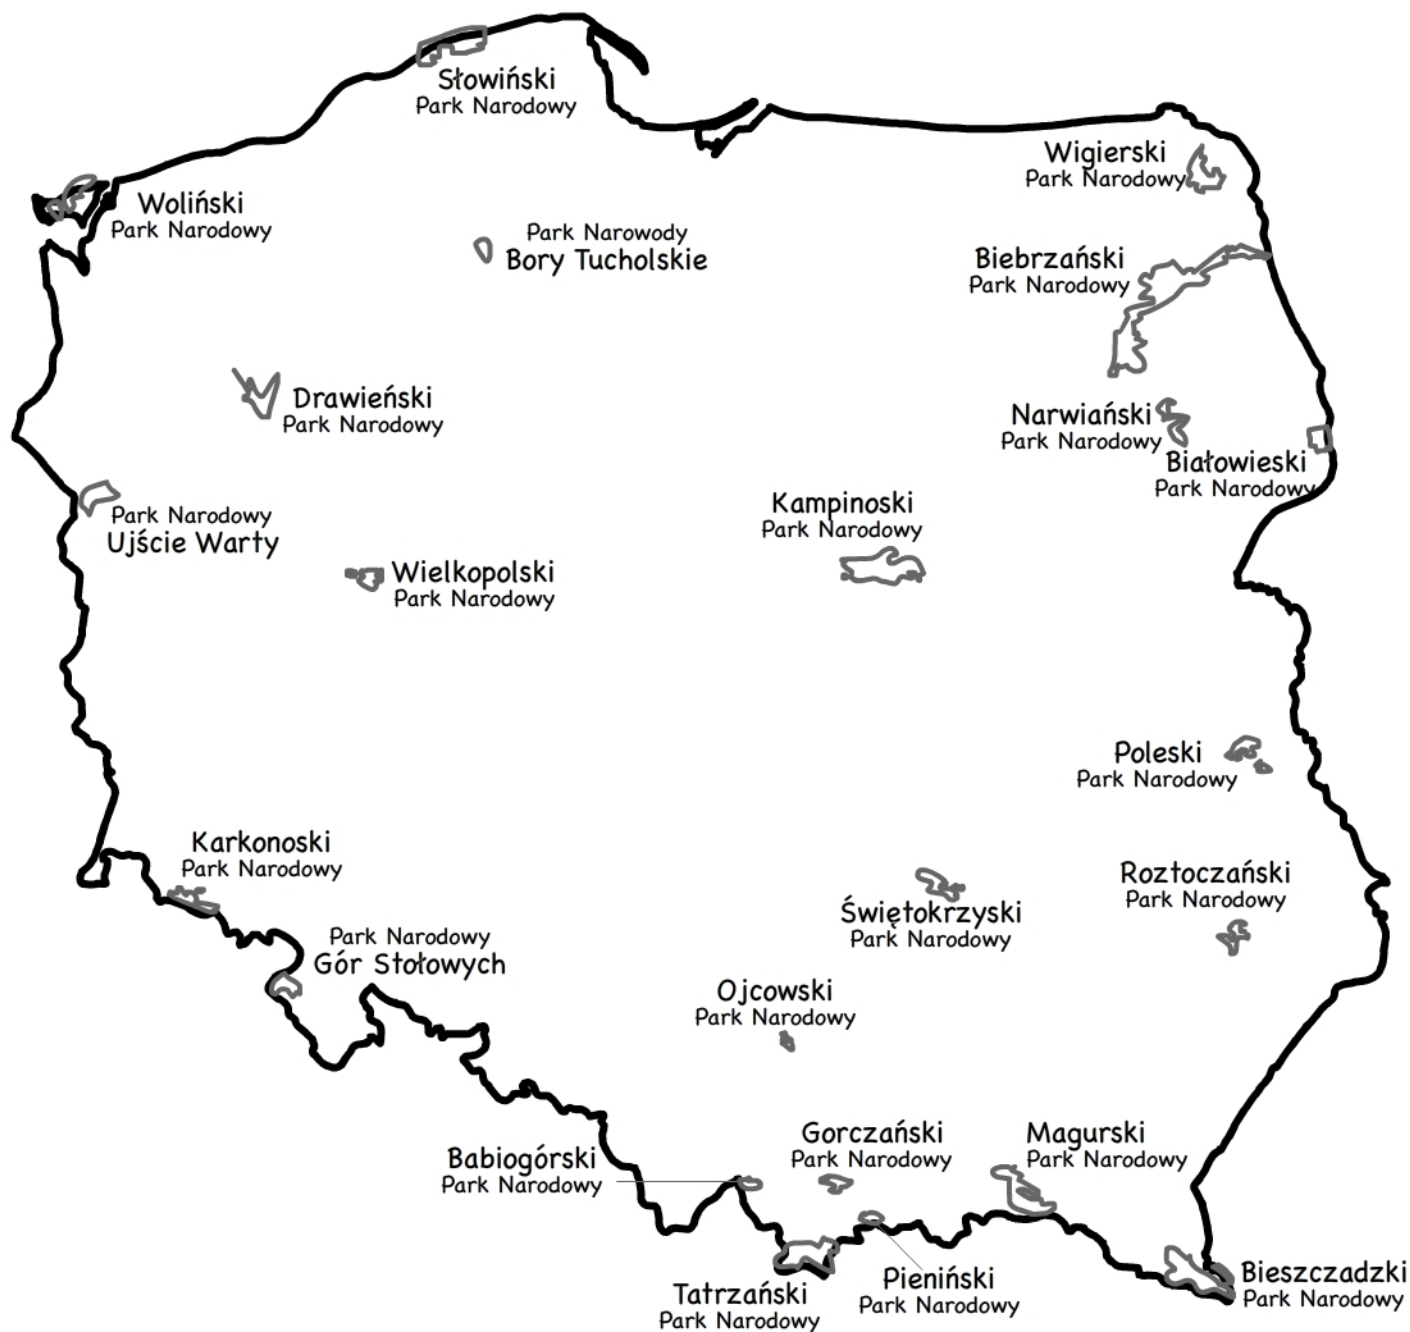 Słowiński
Park Narodowy
Wigierski
Park Narodowy
Woliński
Park Narodowy
Park Narowody
Bory Tucholskie
Biebrzański
Park Narodowy
Drawieński
Park Narodowy
Narwiański
Park Narodowy
Białowieski
Park Narodowy
Kampinoski
Park Narodowy
Park Narodowy
Ujście Warty
Wielkopolski
Park Narodowy
Poleski
Park Narodowy
Karkonoski
Park Narodowy
Roztoczański
Park Narodowy
Świętokrzyski
Park Narodowy
Park Narodowy
Gór Stołowych
Ojcowski
Park Narodowy
Babiogórski
Park Narodowy
Gorczański
Park Narodowy
Magurski
Park Narodowy
Tatrzański
Park Narodowy
Pieniński
Park Narodowy
Bieszczadzki
Park Narodowy